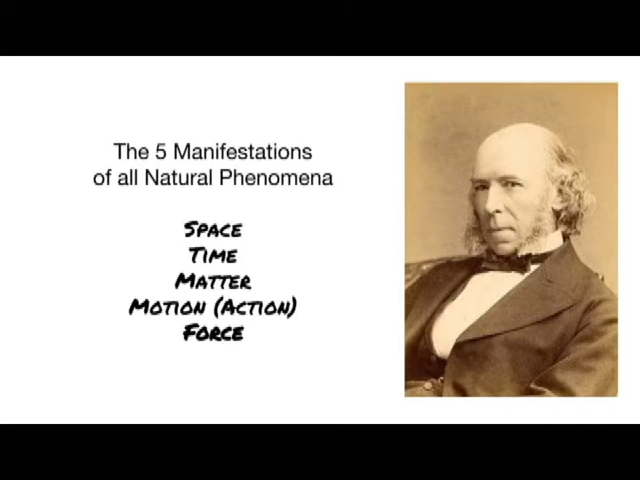 The 5 Manifestations
of all Natural Phenomena
SPACE
TIME
MATTER
MOTION (ACTION)
FORCE